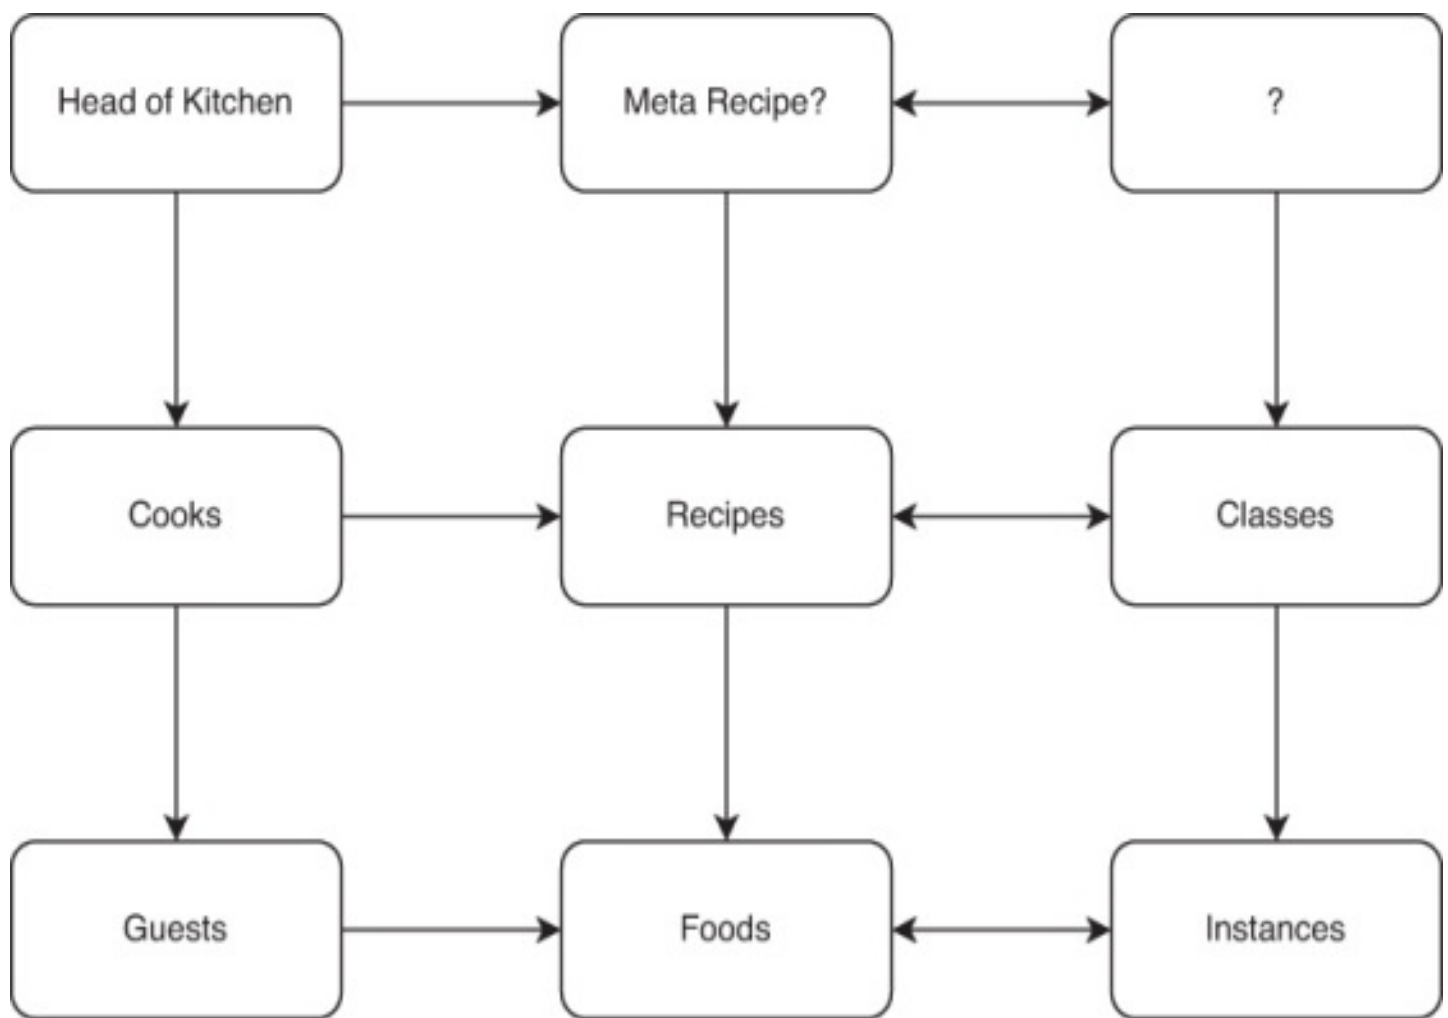 Head of Kitchen
Meta Recipe?
?
Cooks
Recipes
Classes
Guests
Foods
Instances